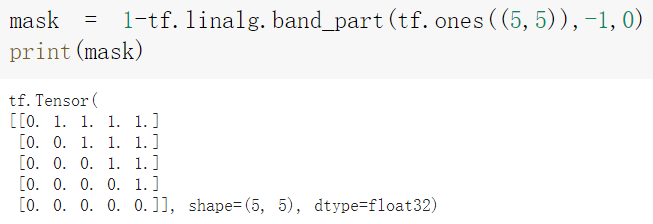 mask = 1-tf.linalg.band_part(tf.ones((5,5)),-1,0)
print(mask)
tf.Tensor(
[[0. 1. 1. 1. 1.]
 [0. 0. 1. 1. 1.]
 [0. 0. 0. 1. 1.]
 [0. 0. 0. 0. 1.]
 [0. 0. 0. 0. 0.]], shape=(5, 5), dtype=float32)